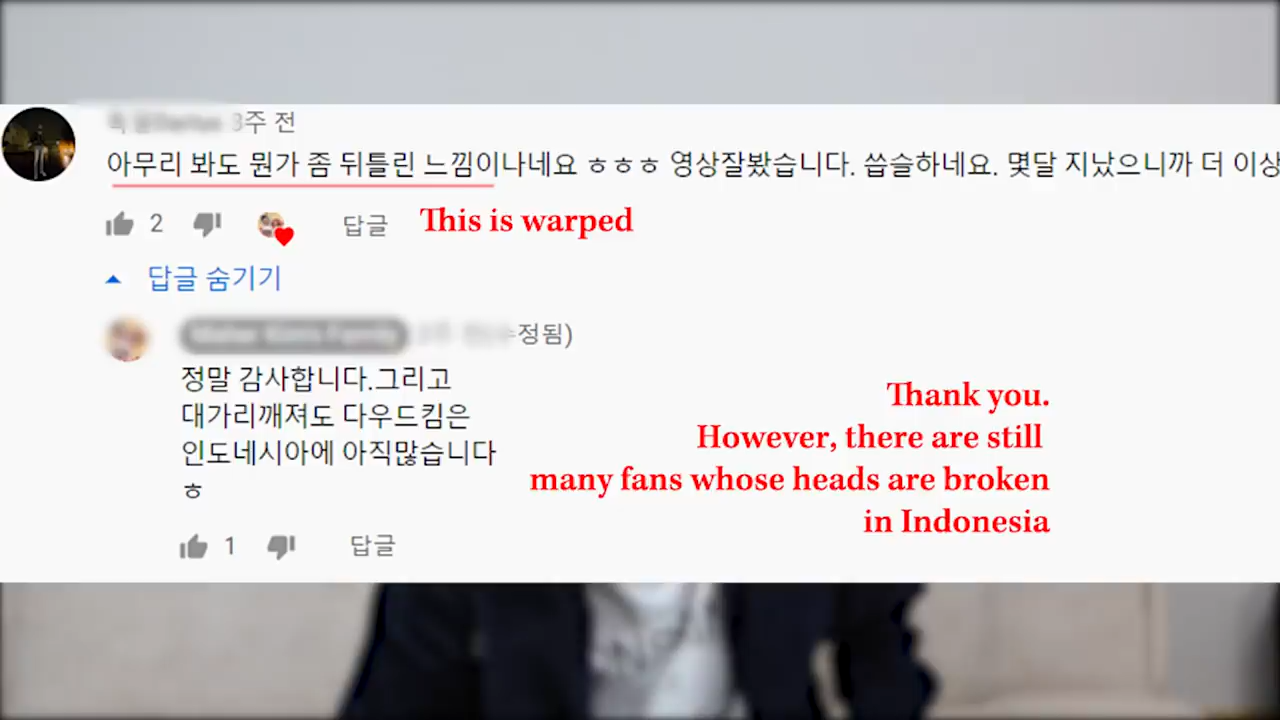 3주 전
아무리 봐도 뭔가 좀 뒤틀린 느낌이나네요 ㅎㅎㅎ 영상잘봤습니다. 씁슬하네요. 몇달 지났으니까 더 이상
2 답글
This is warped
답글 숨기기
정됨)
정말 감사합니다.그리고
대가리깨져도 다우드킴은
인도네시아에 아직많습니다
ㅎ
Thank you.
However, there are still
many fans whose heads are broken
in Indonesia
1 답글